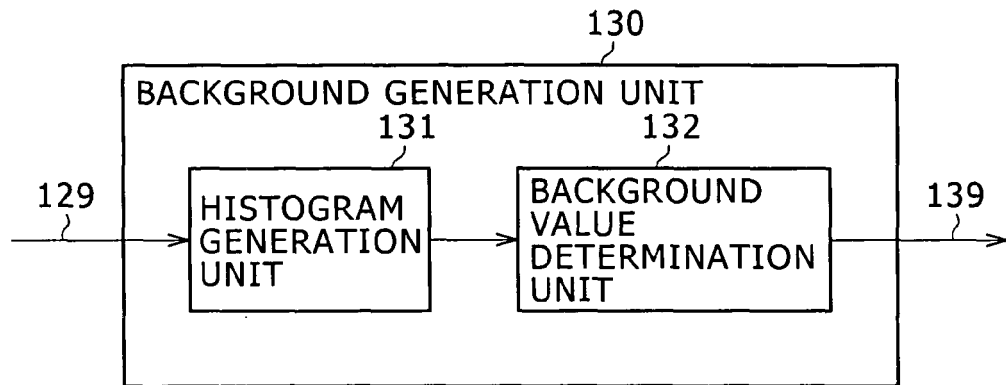 130
BACKGROUND GENERATION UNIT
131
132
129
HISTOGRAM
GENERATION
UNIT
BACKGROUND
VALUE
DETERMINATION
UNIT
139